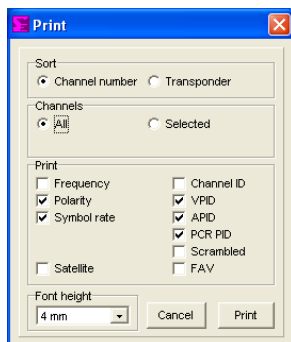 Print
Sort
Channel number Transponder
Channels
All Selected
Print
Frequency Channel ID
Polarity VPID
Symbol rate APID
PCR PID
Scrambled
Satellite FAV
Font height
4 mm Cancel Print